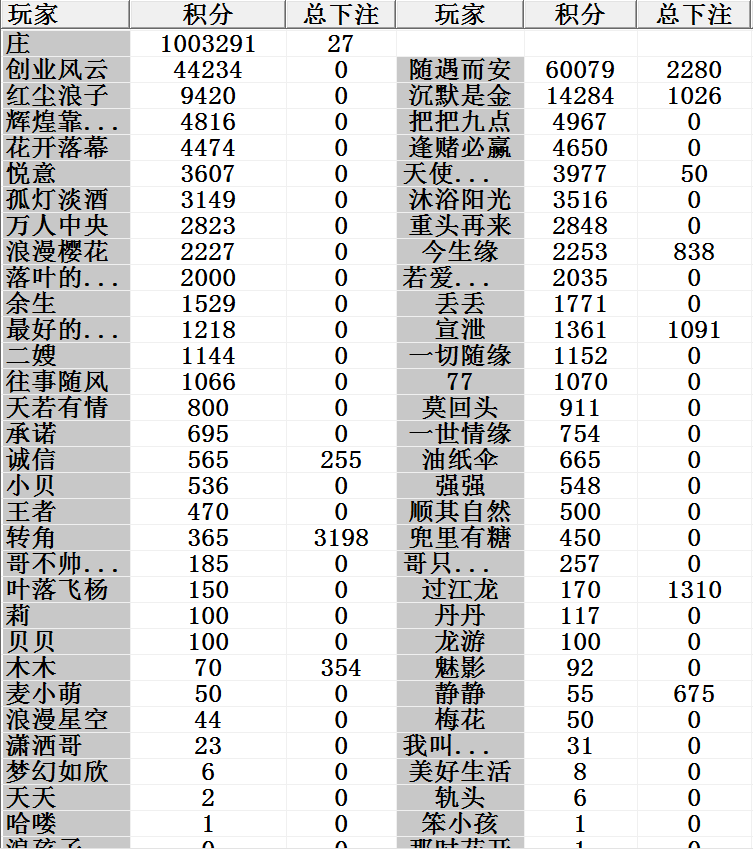 玩家 积分 总下注 玩家 积分 总下注
庄 1003291 27
创业风云 44234 0 随遇而安 60079 2280
红尘浪子 9420 0 沉默是金 14284 1026
辉煌靠... 4816 0 把把九点 4967 0
花开落幕 4474 0 逢赌必赢 4650 0
悦意 3607 0 天使... 3977 50
孤灯淡酒 3149 0 沐浴阳光 3516 0
万人中央 2823 0 重头再来 2848 0
浪漫樱花 2227 0 今生缘 2253 838
落叶的... 2000 0 若爱... 2035 0
余生 1529 0 丢丢 1771 0
最好的... 1218 0 宣泄 1361 1091
二嫂 1144 0 一切随缘 1152 0
往事随风 1066 0 77 1070 0
天若有情 800 0 莫回头 911 0
承诺 695 0 一世情缘 754 0
诚信 565 255 油纸伞 665 0
小贝 536 0 强强 548 0
王者 470 0 顺其自然 500 0
转角 365 3198 兜里有糖 450 0
哥不帅... 185 0 哥只... 257 0
叶落飞杨 150 0 过江龙 170 1310
莉 100 0 丹丹 117 0
贝贝 100 0 龙游 100 0
木木 70 354 魅影 92 0
麦小萌 50 0 静静 55 675
浪漫星空 44 0 梅花 50 0
潇洒哥 23 0 我叫... 31 0
梦幻如欣 6 0 美好生活 8 0
天天 2 0 轨头 6 0
哈喽 1 0 笨小孩 1 0